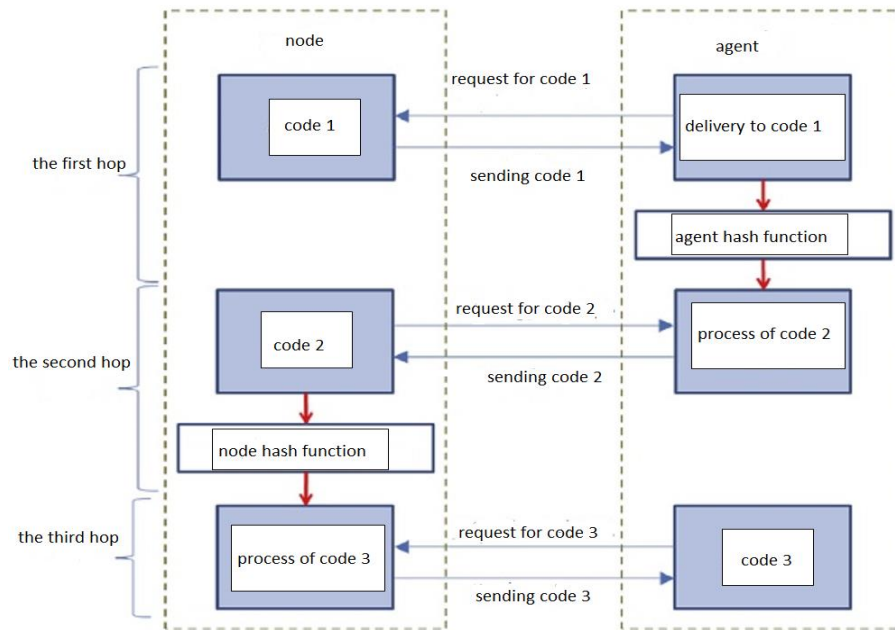 node
agent
request for code 1
code 1
delivery to code 1
the first hop
sending code 1
agent hash function
request for code 2
process of code 2
code 2
the second hop
sending code 2
node hash function
request for code 3
the third hop
process of code 3
code 3
sending code 3